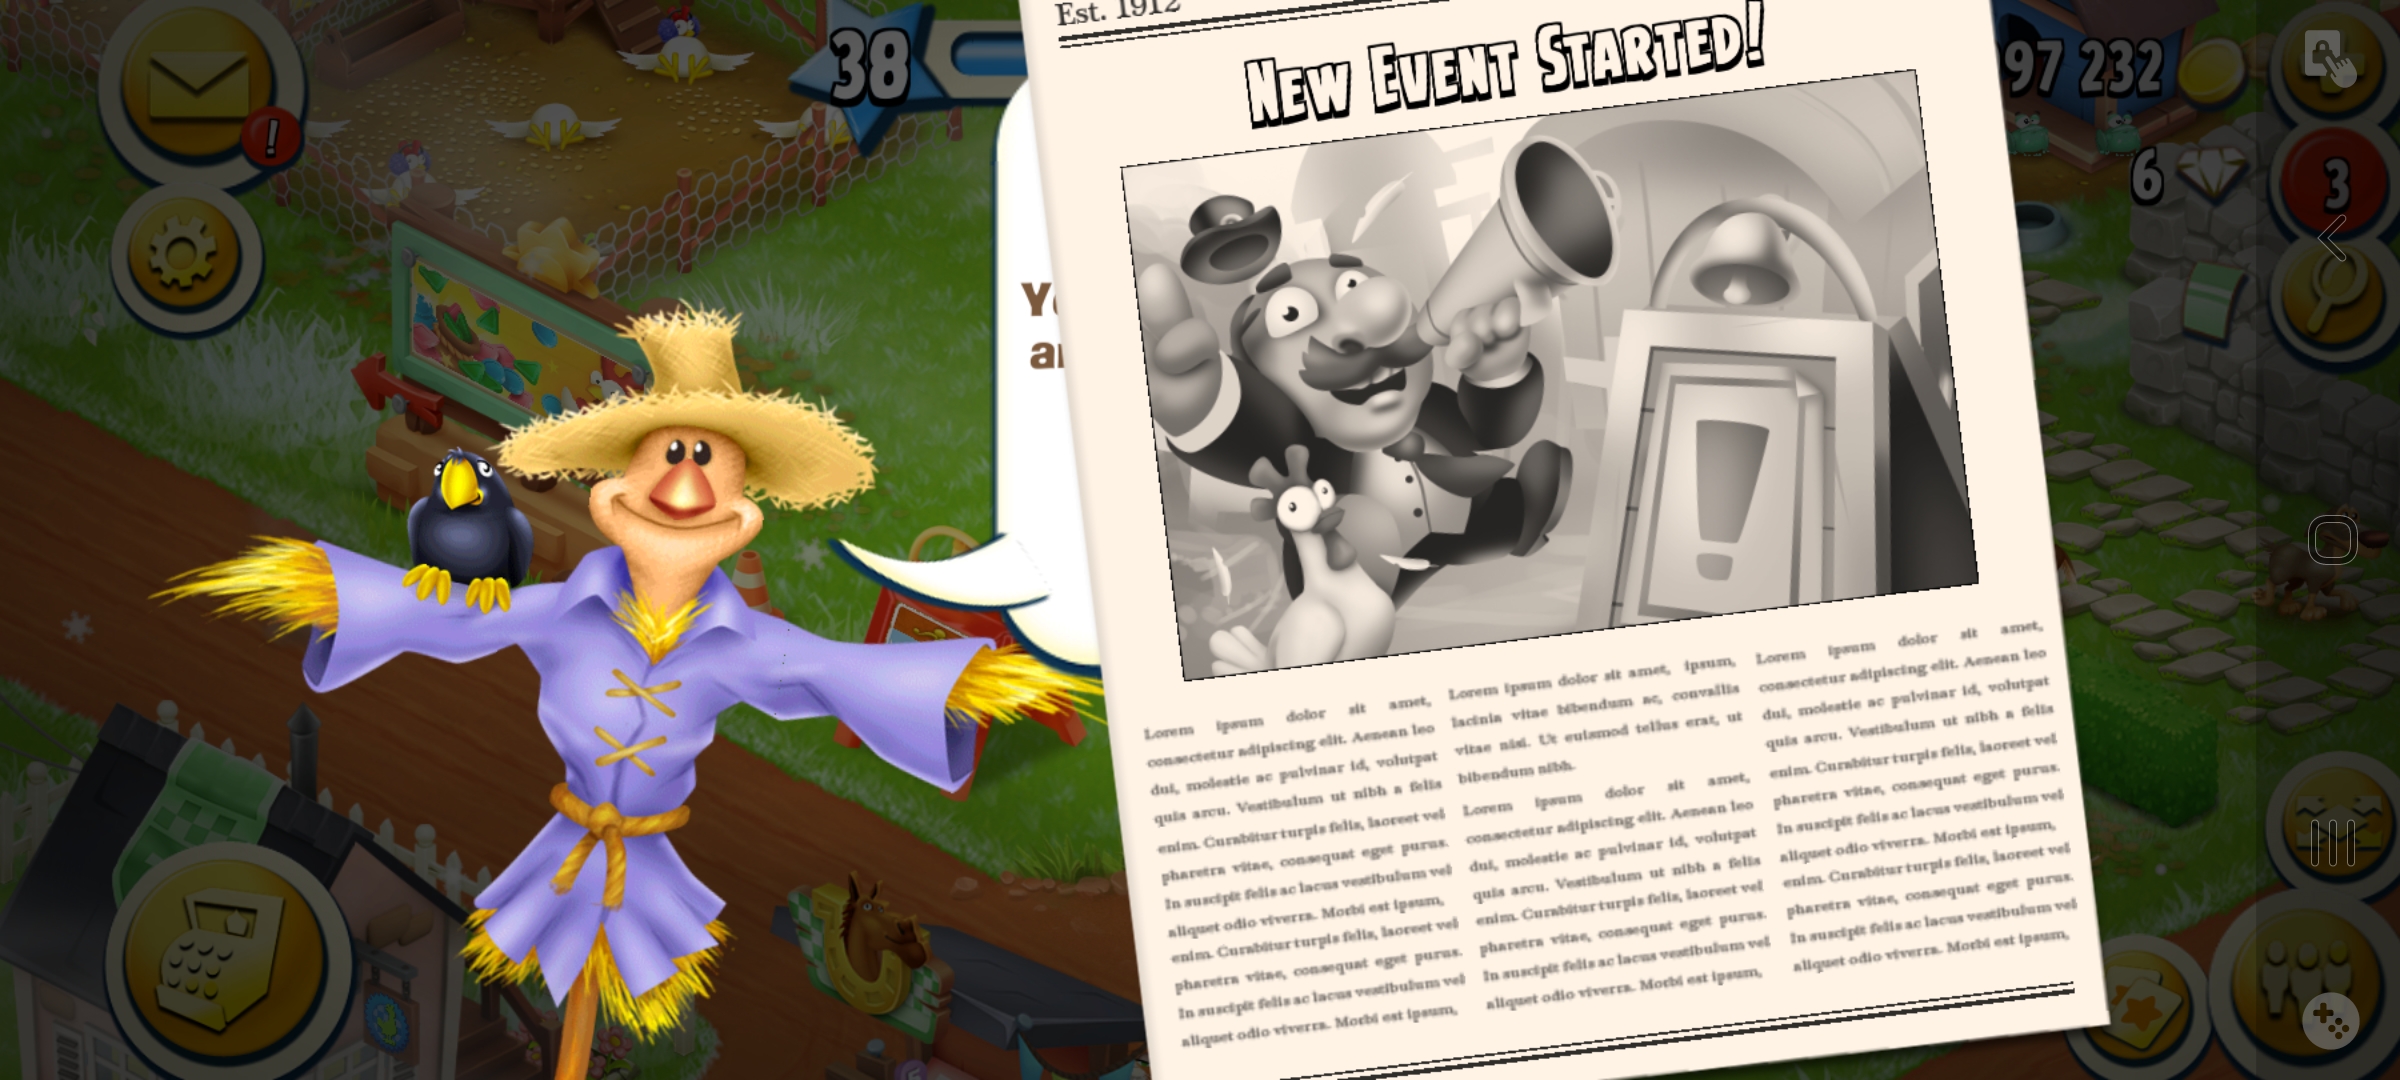 Est. 1912
New Event Started!
38
97 232
6
3
!
Lorem ipsum dolor sit amet,
consectetur adipiscing elit. Aenean leo
dui, molestie ac pulvinar id, volutpat
quis arcu. Vestibulum ut nibh a felis
enim. Curabitur turpis felis, laoreet vel
pharetra vitae, consequat eget purus.
In suscipit felis ac lacus vestibulum vel
aliquet odio viverra. Morbi est ipsum,
enim. Curabitur turpis felis, laoreet vel
pharetra vitae, consequat eget purus.
In suscipit felis ac lacus vestibulum vel
aliquet odio viverra. Morbi est ipsum,
Lorem ipsum dolor sit amet, ipsum,
lacinia vitae bibendum ac, convallis
vitae nisi. Ut euismod tellus erat, ut
bibendum nibh.
Lorem ipsum dolor sit amet,
consectetur adipiscing elit. Aenean leo
dui, molestie ac pulvinar id, volutpat
quis arcu. Vestibulum ut nibh a felis
enim. Curabitur turpis felis, laoreet vel
pharetra vitae, consequat eget purus.
In suscipit felis ac lacus vestibulum vel
aliquet odio viverra. Morbi est ipsum,
Lorem ipsum dolor sit amet,
consectetur adipiscing elit. Aenean leo
dui, molestie ac pulvinar id, volutpat
quis arcu. Vestibulum ut nibh a felis
enim. Curabitur turpis felis, laoreet vel
pharetra vitae, consequat eget purus.
In suscipit felis ac lacus vestibulum vel
aliquet odio viverra. Morbi est ipsum,
enim. Curabitur turpis felis, laoreet vel
pharetra vitae, consequat eget purus.
In suscipit felis ac lacus vestibulum vel
aliquet odio viverra. Morbi est ipsum,